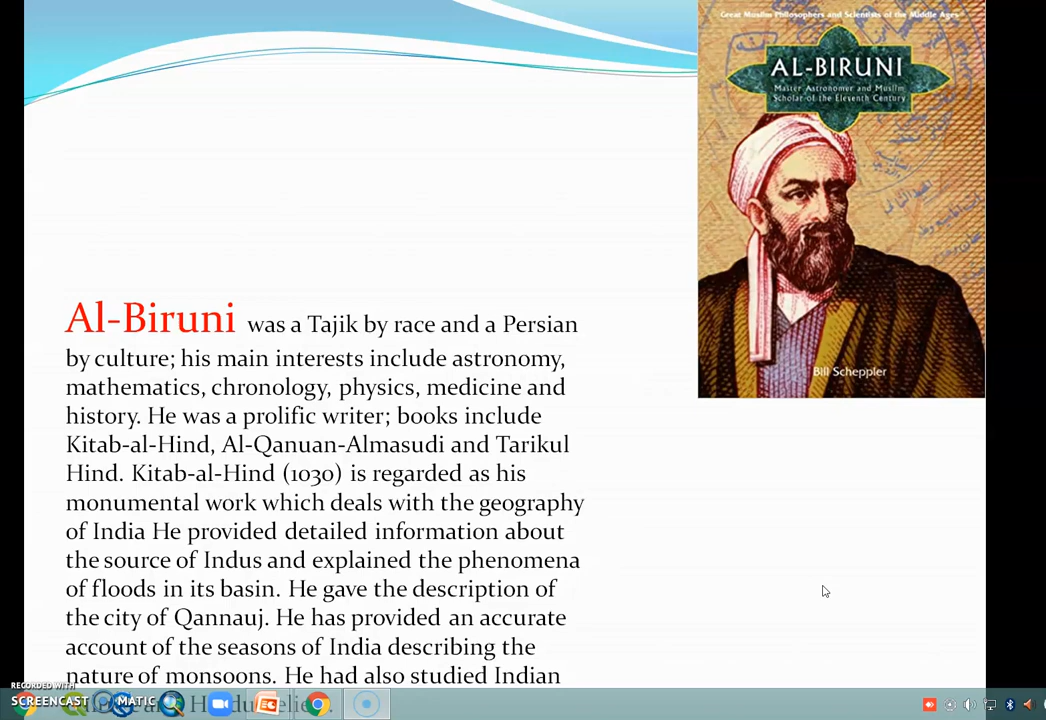 Great Muslim Philosophers and Scientists of the Middle Ages
AL-BIRUNI
Master Astronomer and Muslim
Scholar of the Eleventh Century
Bill Scheppler
Al-Biruni was a Tajik by race and a Persian
by culture; his main interests include astronomy,
mathematics, chronology, physics, medicine and
history. He was a prolific writer; books include
Kitab-al-Hind, Al-Qanuan-Almasudi and Tarikul
Hind. Kitab-al-Hind (1030) is regarded as his
monumental work which deals with the geography
of India He provided detailed information about
the source of Indus and explained the phenomena
of floods in its basin. He gave the description of
the city of Qannauj. He has provided an accurate
account of the seasons of India describing the
nature of monsoons. He had also studied Indian
RECORDED WITH
SCREENCAST MATIC